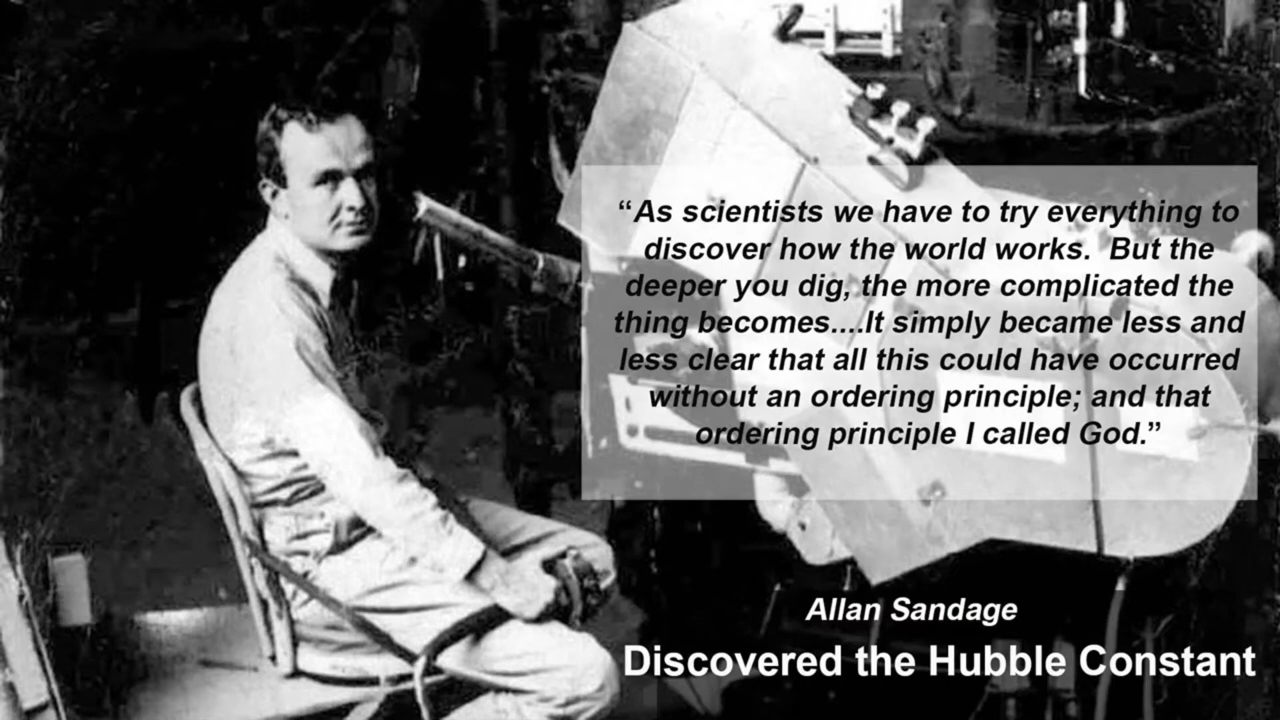 “As scientists we have to try everything to
discover how the world works.  But the
deeper you dig, the more complicated the
thing becomes....It simply became less and
less clear that all this could have occurred
without an ordering principle; and that
ordering principle I called God.”
Allan Sandage
Discovered the Hubble Constant